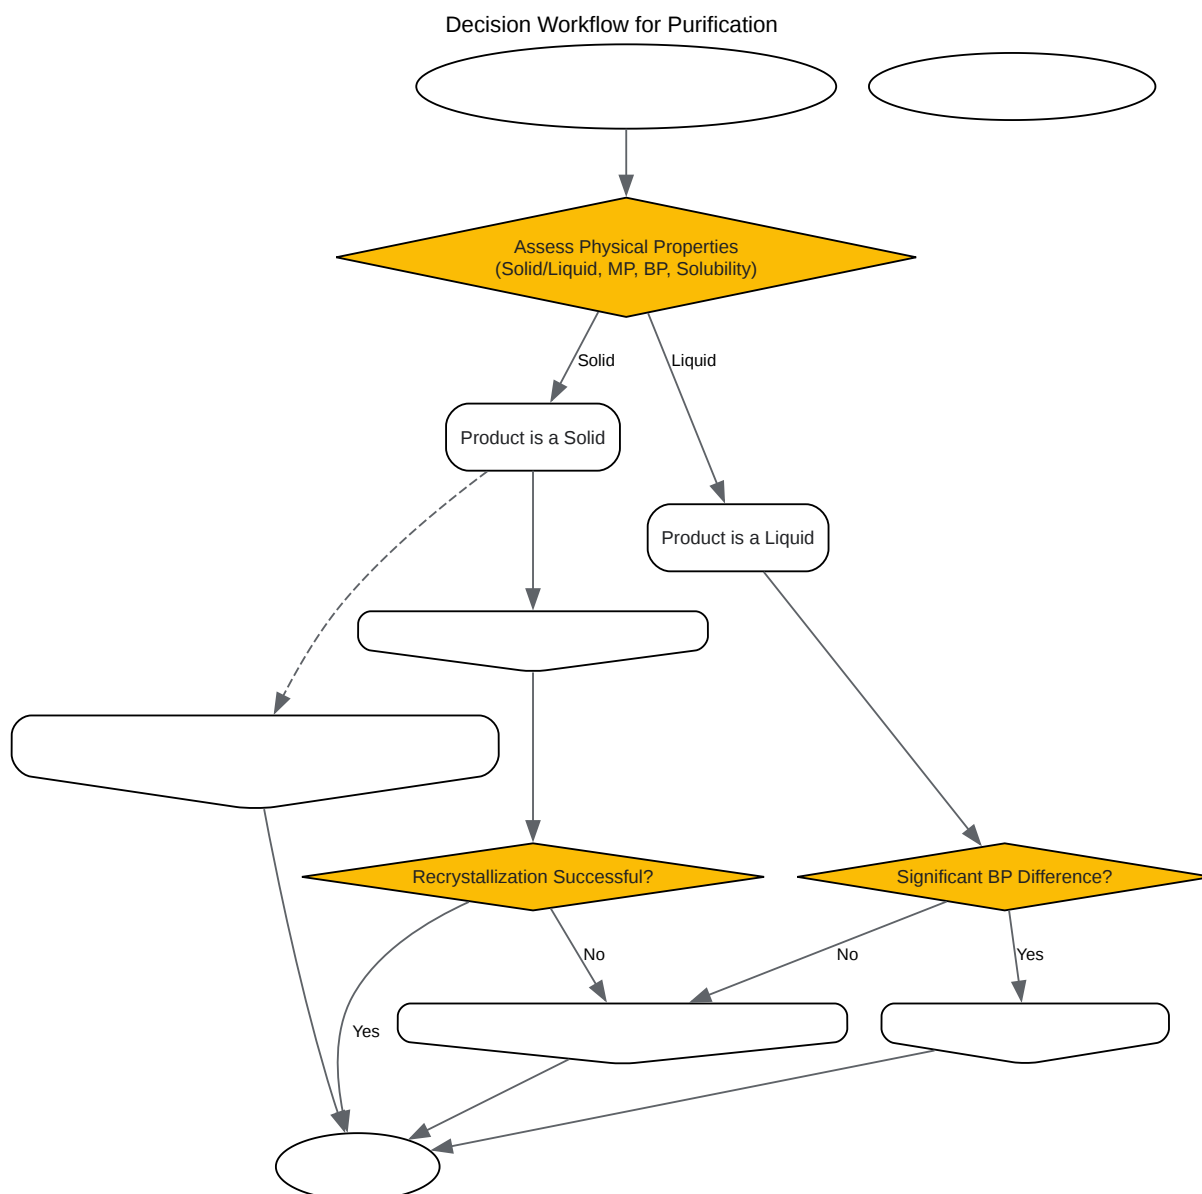 Decision Workflow for Purification
Assess Physical Properties
(Solid/Liquid, MP, BP, Solubility)
Solid
Liquid
Product is a Solid
Product is a Liquid
Recrystallization Successful?
Significant BP Difference?
No
No
Yes
Yes